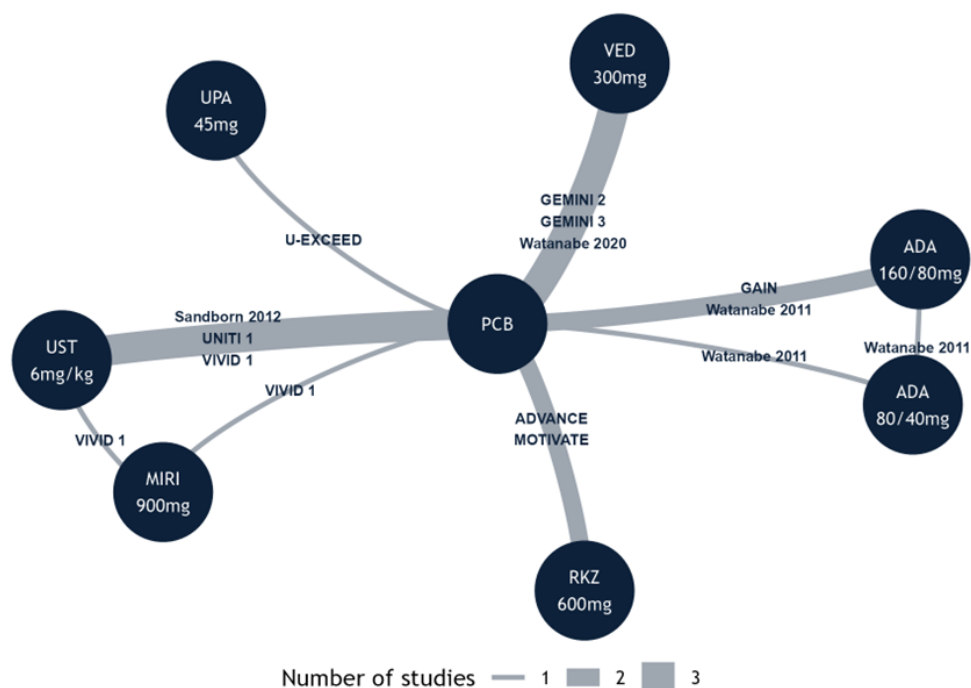 VED
300mg
UPA
45mg
GEMINI 2
GEMINI 3
Watanabe 2020
U-EXCEED
ADA
160/80mg
GAIN
Watanabe 2011
Sandborn 2012
UNITI 1
VIVID 1
PCB
UST
6mg/kg
Watanabe 2011
Watanabe 2011
VIVID 1
ADA
80/40mg
ADVANCE
MOTIVATE
VIVID 1
MIRI
900mg
RKZ
600mg
Number of studies 1 2 3